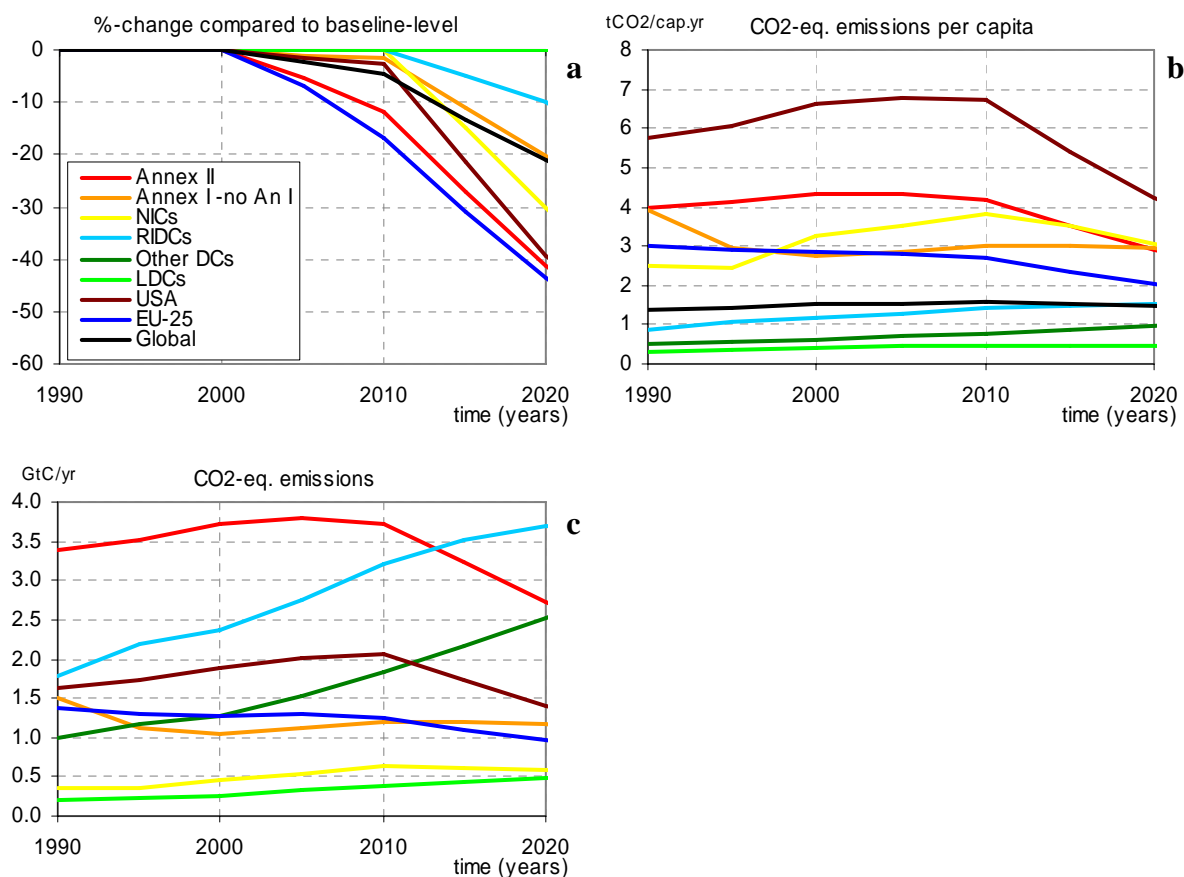 %-change compared to baseline-level
0
-10
-20
-30
-40
-50
-60
1990 2000 2010 2020
time (years)
a
Annex II
Annex I -no An I
NICs
RIDCs
Other DCs
LDCs
USA
EU-25
Global
tCO2/cap.yr
CO2-eq. emissions per capita
8
7
6
5
4
3
2
1
0
1990 2000 2010 2020
time (years)
b
GtC/yr
CO2-eq. emissions
4.0
3.5
3.0
2.5
2.0
1.5
1.0
0.5
0.0
1990 2000 2010 2020
time (years)
c